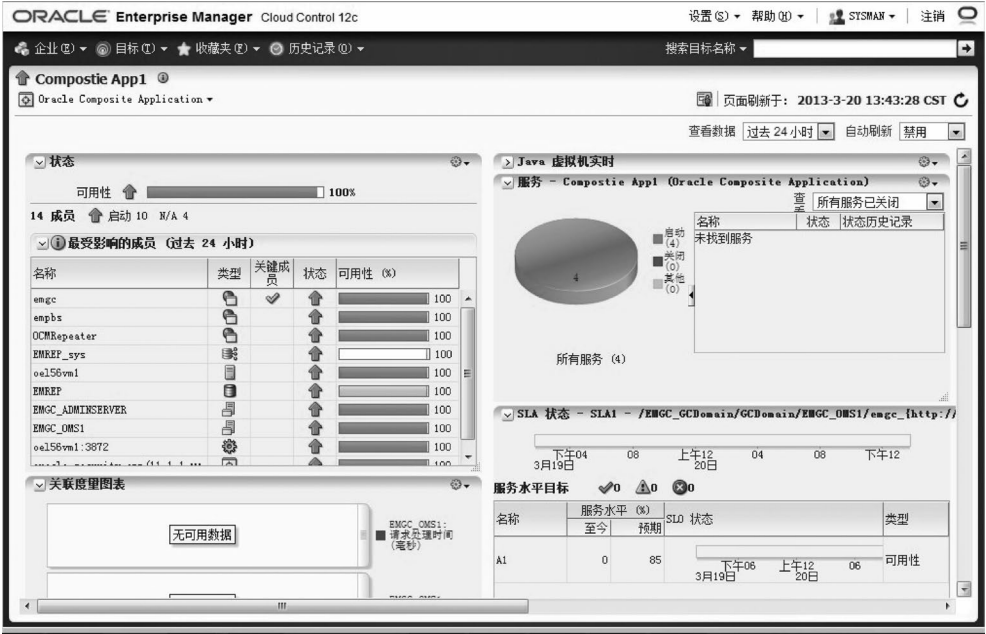 ORACLE Enterprise Manager Cloud Control 12c
设置(S) 帮助(H) SYSMAN 注销
企业(E) 目标(T) 收藏夹(F) 历史记录(O) 搜索目标名称
Compostie App1
Oracle Composite Application
页面刷新于: 2013-3-20 13:43:28 CST
查看数据 过去 24 小时 自动刷新 禁用
状态
可用性 100%
14 成员 启动 10 N/A 4
最受影响的成员 (过去 24 小时)
名称 类型 关键成员 状态 可用性 (%)
emgc 100
empbs 100
OCMRepeater 100
EMREP_sys 100
oel56vm1 100
EMREP 100
EMGC_ADMINSERVER 100
EMGC_OMS1 100
oel56vm1:3872 100
关联度量图表
无可用数据
EMGC_OMS1:
请求处理时间
(毫秒)
Java 虚拟机实时
服务 - Compostie App1 (Oracle Composite Application)
查看 所有服务已关闭
名称 状态 状态历史记录
未找到服务
4
启动
(4)
关闭
(0)
其他
(0)
所有服务 (4)
SLA 状态 - SLA1 - /EMGC_GCDomain/GCDomain/EMGC_OMS1/emgc_(http://
下午04 08 上午12 04 08 下午12
3月19日 20日
服务水平目标 0 0 0
名称 服务水平 (%) SLO 状态 类型
至今 预期
A1 0 85 可用性
下午06 上午12 06
3月19日 20日